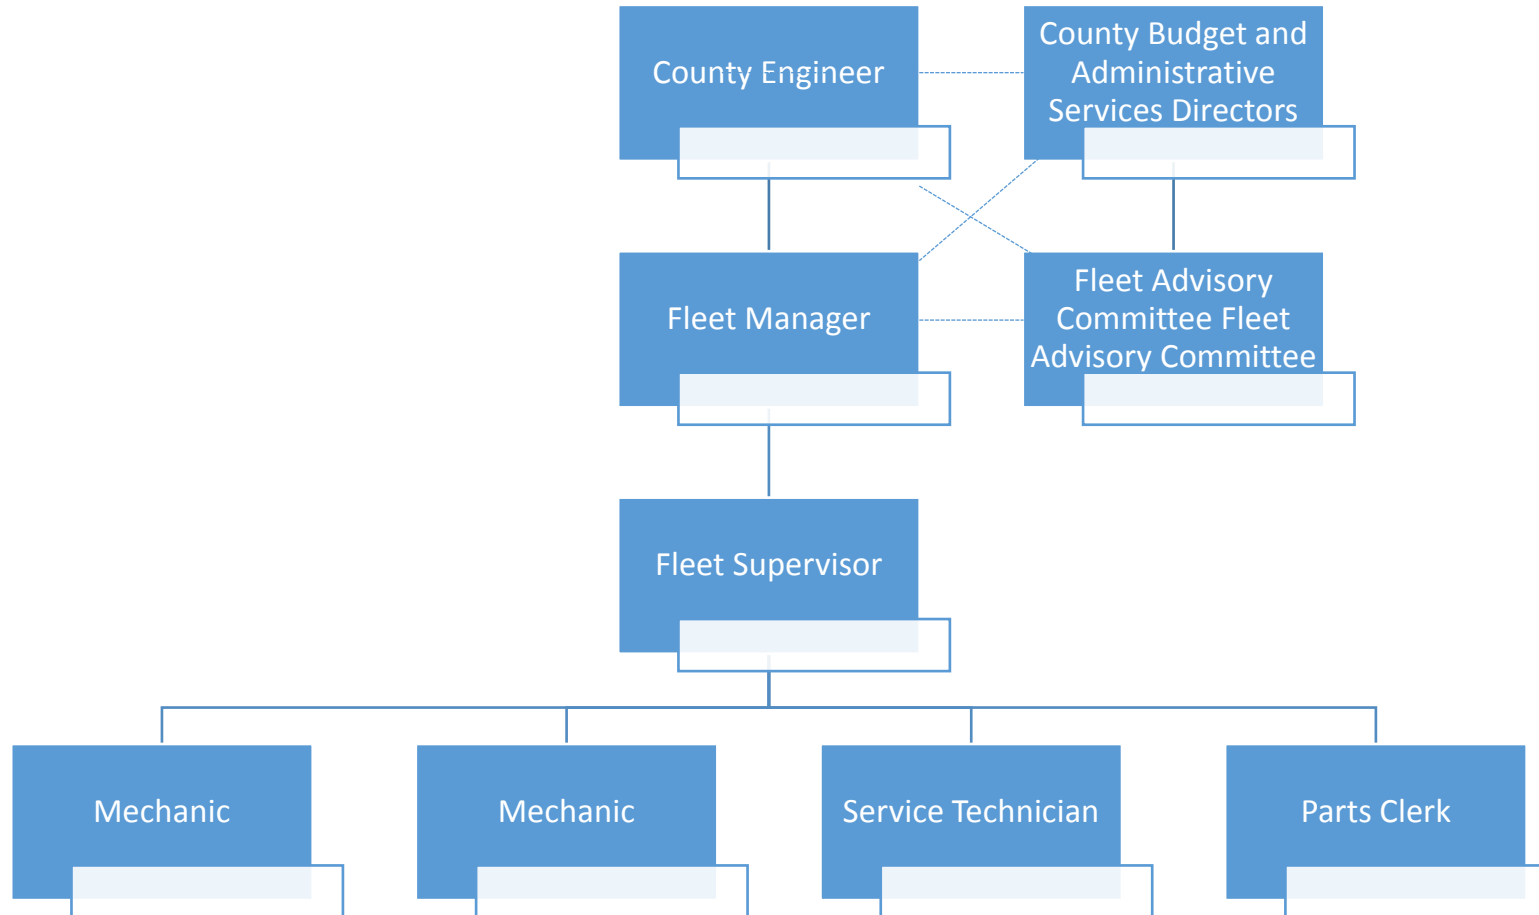 County Engineer
County Budget and
Administrative
Services Directors
Fleet Manager
Fleet Advisory
Committee Fleet
Advisory Committee
Fleet Supervisor
Mechanic
Mechanic
Service Technician
Parts Clerk